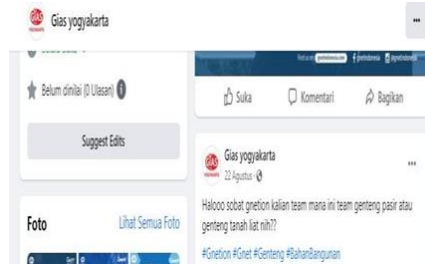 GIAS
Gias yogyakarta
Belum dinilai (0 Ulasan)
Suggest Edits
Foto
Lihat Semua Foto
Suka
Komentari
Bagikan
Gias yogyakarta
22 Agustus
Halooo sobat gnetion kalian team mana ini team genteng pasir atau
genteng tanah liat nih??
#Gnetion #Gnet #Genteng #BahanBangunan